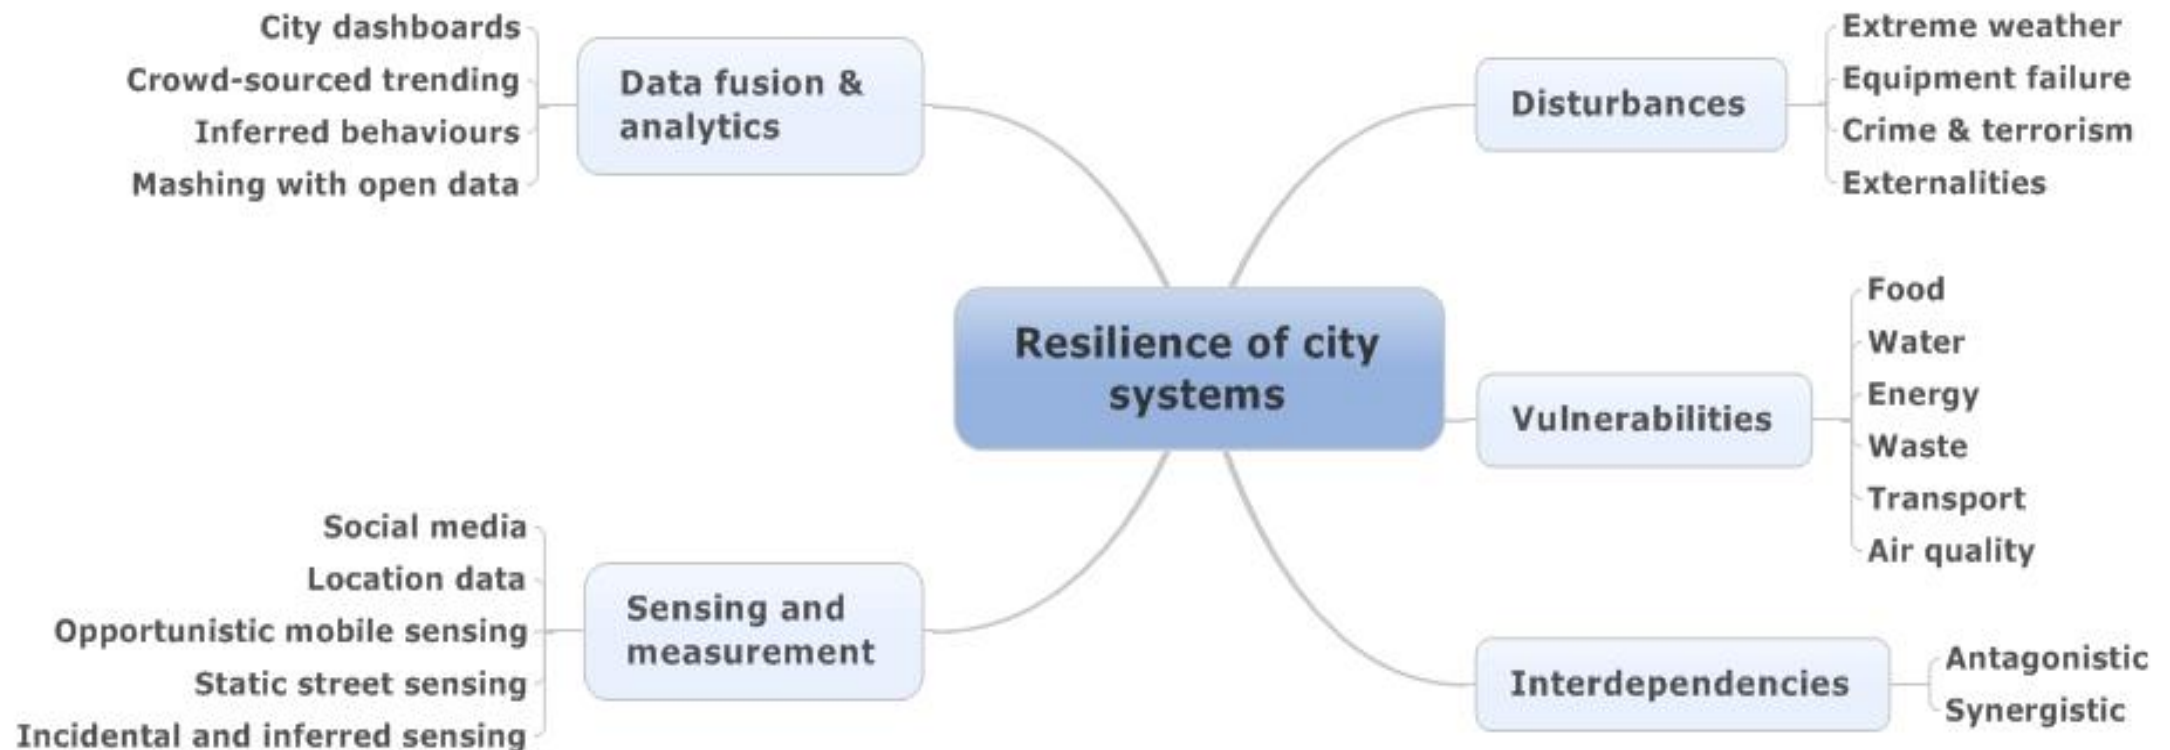 City dashboards
Crowd-sourced trending
Inferred behaviours
Mashing with open data
Data fusion &
analytics
Disturbances
Extreme weather
Equipment failure
Crime & terrorism
Externalities
Resilience of city
systems
Vulnerabilities
Food
Water
Energy
Waste
Transport
Air quality
Social media
Location data
Opportunistic mobile sensing
Static street sensing
Incidental and inferred sensing
Sensing and
measurement
Interdependencies
Antagonistic
Synergistic